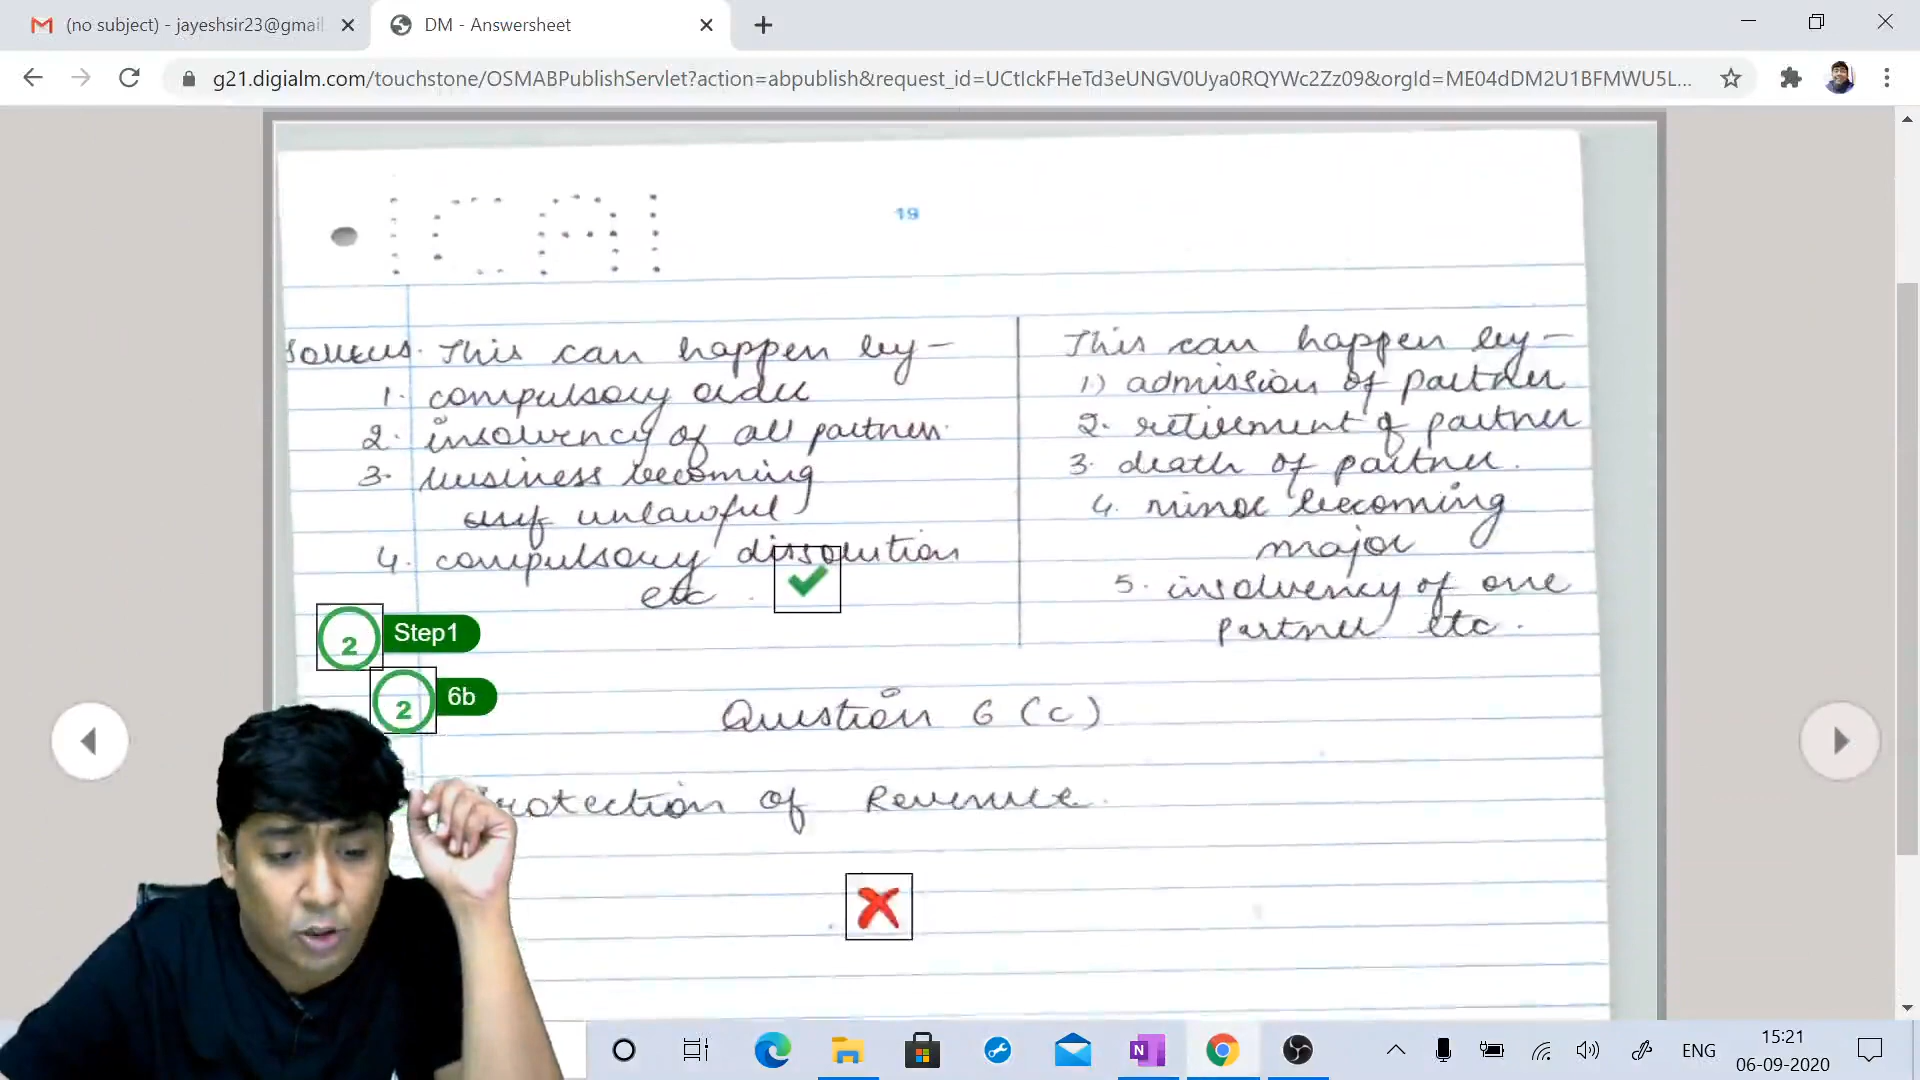 (no subject) - jayeshsir23@gmail
DM - Answersheet
g21.digialm.com/touchstone/OSMABPublishServlet?action=abpublish&request_id=UCtIckFHeTd3eUNGV0Uya0RQYWc2Zz09&orgId=ME04dDM2U1BFMWU5L...
ICAI
19
This can happen by -
1. compulsory order
2. insolvency of all partners.
3. business becoming
unlawful
4. compulsory dissolution
etc.
This can happen by -
1) admission of partner
2. retirement of partner
3. death of partner.
4. minor becoming
major
5. insolvency of one
partner etc.
2 Step1
2 6b
Question 6 (c)
Protection of Revenue.
ENG
15:21
06-09-2020